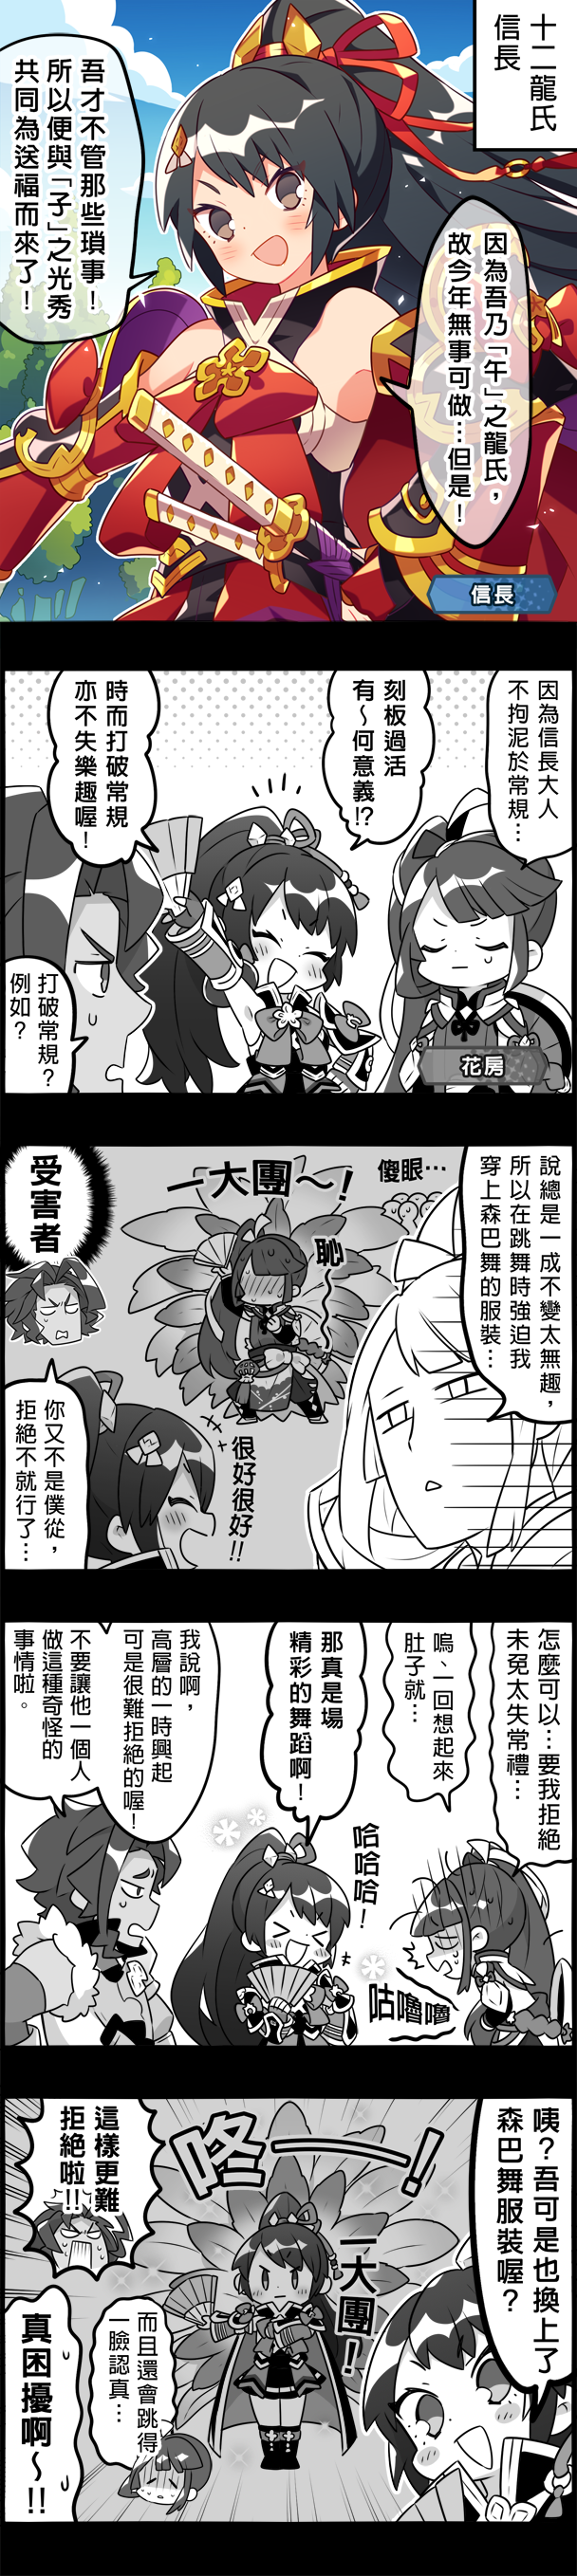 十二龍氏
信長
因為吾乃「午」之龍氏，
故今年無事可做…但是！
吾才不管那些瑣事！
所以便與「子」之光秀
共同為送福而來了！
信長
因為信長大人
不拘泥於常規…
刻板過活
有～何意義!?
時而打破常規
亦不失樂趣喔！
打破常規？
例如？
花房
說總是一成不變太無趣，
所以在跳舞時強迫我
穿上森巴舞的服裝…
傻眼…
一大團～！
恥～
受害者
很好很好!!
你又不是僕從，
拒絕不就行了…
怎麼可以…要我拒絕
未免太失常禮…
嗚、一回想起來
肚子就…
那真是場
精彩的舞蹈啊！
哈哈哈！
咕嚕嚕
我說啊，
高層的一時興起
可是很難拒絕的喔！
不要讓他一個人
做這種奇怪的
事情啦。
咦？吾可是也換上了
森巴舞服裝喔？
咚——！
一大團！
這樣更難
拒絕啦!!
而且還會跳得
一臉認真…
真困擾啊～!!